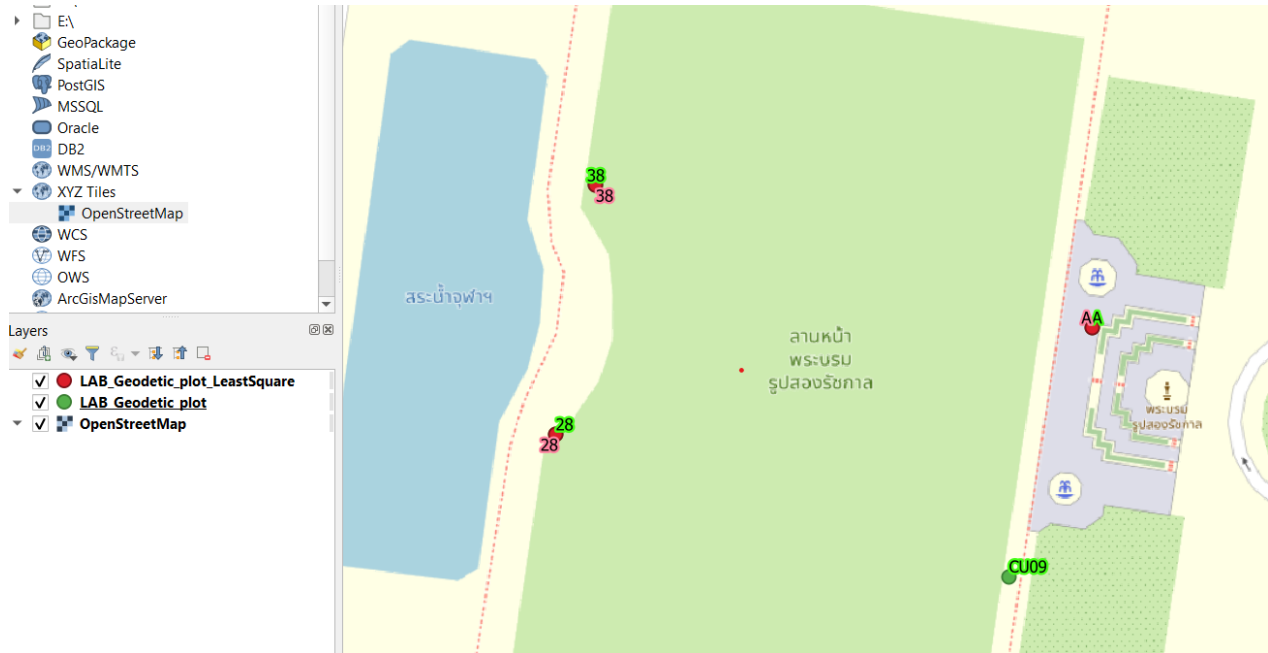 E:\
GeoPackage
SpatiaLite
PostGIS
MSSQL
Oracle
DB2
WMS/WMTS
XYZ Tiles
OpenStreetMap
WCS
WFS
OWS
ArcGisMapServer
Layers
LAB_Geodetic_plot_LeastSquare
LAB_Geodetic_plot
OpenStreetMap
38
38
สระน้ำจุฬาฯ
ลานหน้า
พระบรม
รูปสองรัชกาล
AA
พระบรม
รูปสองรัชกาล
28
28
CU09